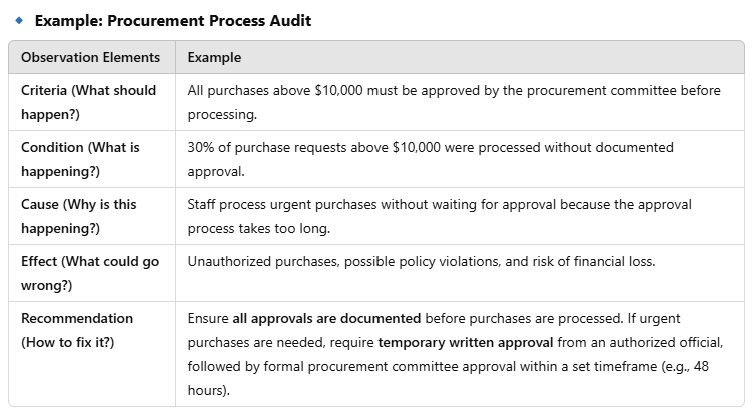 Example: Procurement Process Audit
Observation Elements Example
Criteria (What should All purchases above $10,000 must be approved by the procurement committee before
happen?) processing.
Condition (What is 30% of purchase requests above $10,000 were processed without documented
happening?) approval.
Cause (Why is this Staff process urgent purchases without waiting for approval because the approval
happening?) process takes too long.
Effect (What could go Unauthorized purchases, possible policy violations, and risk of financial loss.
wrong?)
Recommendation Ensure all approvals are documented before purchases are processed. If urgent
(How to fix it?) purchases are needed, require temporary written approval from an authorized official,
followed by formal procurement committee approval within a set timeframe (e.g., 48
hours).